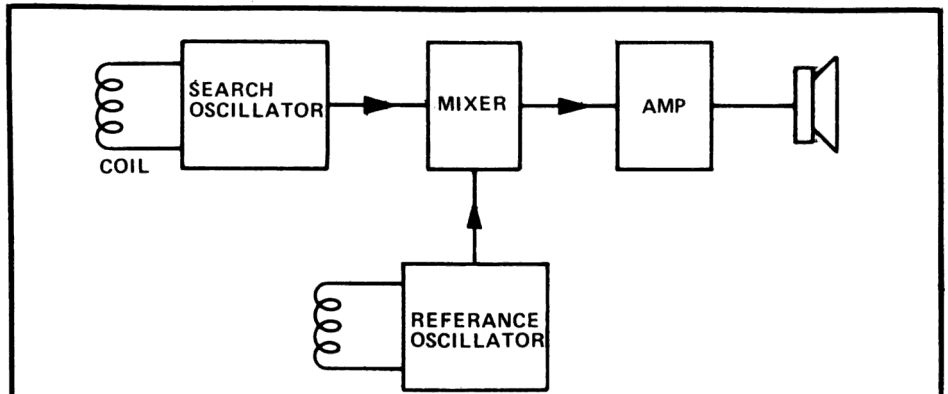 SEARCH
OSCILLATOR
MIXER
AMP
COIL
REFERANCE
OSCILLATOR